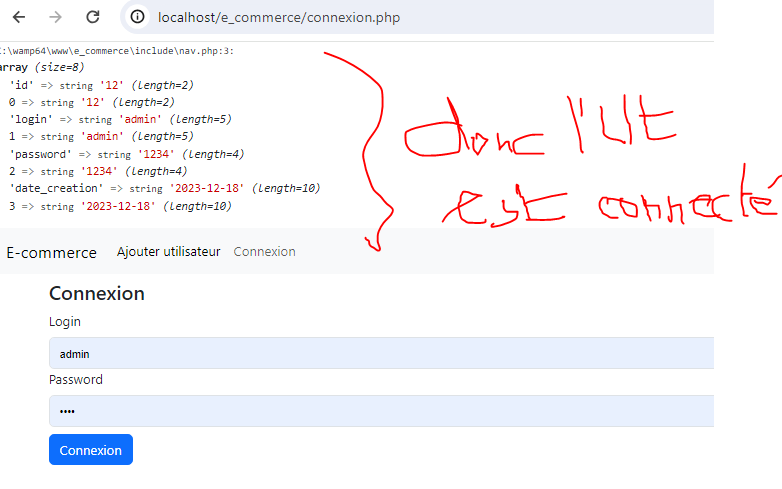 localhost/e_commerce/connexion.php
:\wamp64\www\e_commerce\include\nav.php:3:
array (size=8)
'id' => string '12' (length=2)
0 => string '12' (length=2)
'login' => string 'admin' (length=5)
1 => string 'admin' (length=5)
'password' => string '1234' (length=4)
2 => string '1234' (length=4)
'date_creation' => string '2023-12-18' (length=10)
3 => string '2023-12-18' (length=10)
donc l'Ut
est connecté
E-commerce Ajouter utilisateur Connexion
Connexion
Login
admin
Password
••••
Connexion